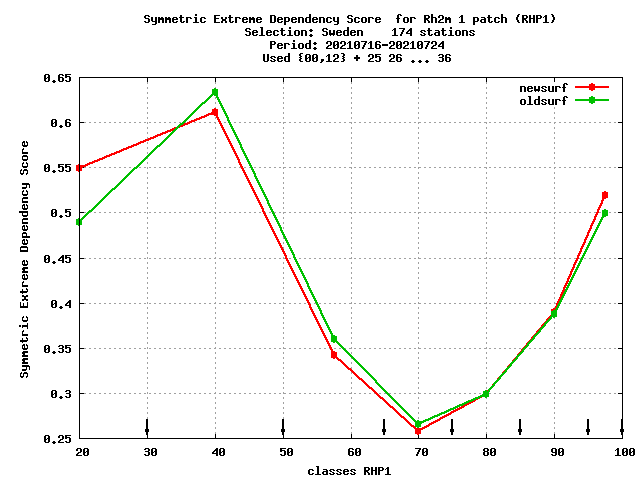 Symmetric Extreme Dependency Score  for Rh2m 1 patch (RHP1)
Selection: Sweden    174 stations
Period: 20210716-20210724
Used {00,12} + 25 26 ... 36
newsurf
oldsurf
Symmetric Extreme Dependency Score
0.65
0.6
0.55
0.5
0.45
0.4
0.35
0.3
0.25
20 30 40 50 60 70 80 90 100
classes RHP1